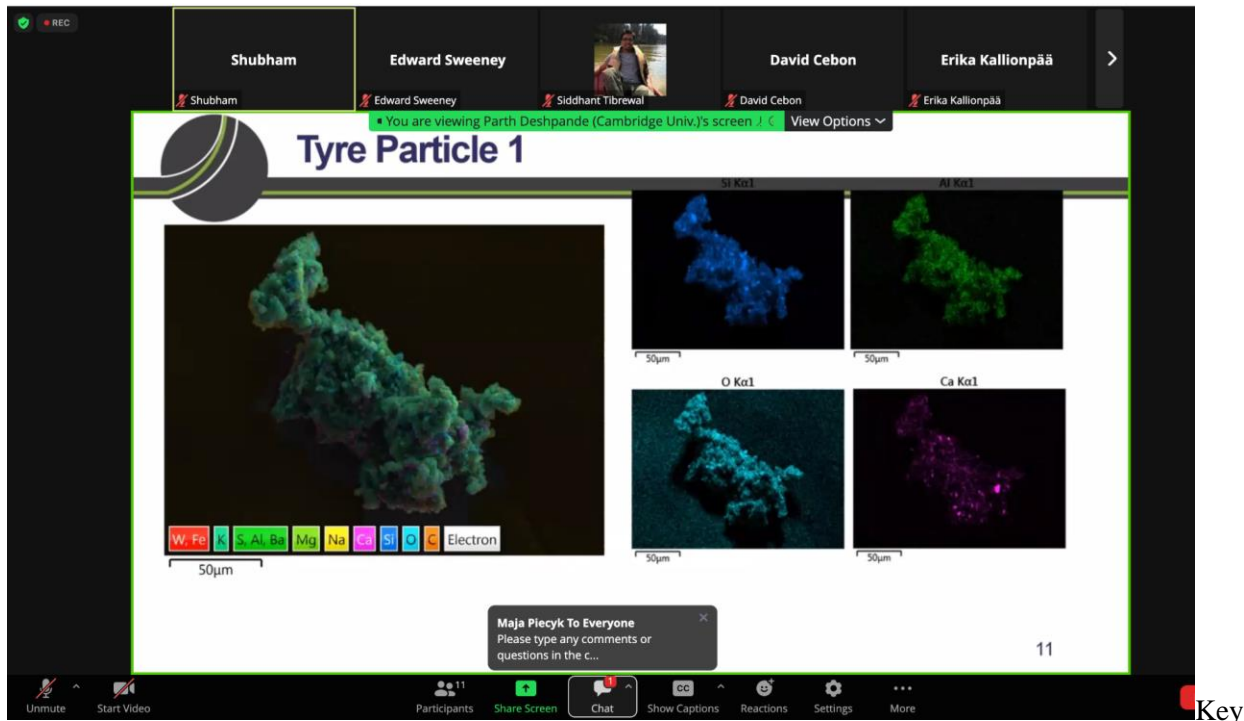 REC
Shubham
Edward Sweeney
David Cebon
Erika Kallionpää
Shubham
Edward Sweeney
Siddhant Tibrewal
David Cebon
Erika Kallionpää
You are viewing Parth Deshpande (Cambridge Univ.)'s screen
View Options
Tyre Particle 1
Si Kα1
Al Kα1
50μm
50μm
O Kα1
Ca Kα1
W, Fe K S, Al, Ba Mg Na Ca Si O C Electron
50μm
50μm
50μm
Maja Piecyk To Everyone
Please type any comments or
questions in the c...
11
11
1
CC
Unmute
Start Video
Participants
Share Screen
Chat
Show Captions
Reactions
Settings
More
Key